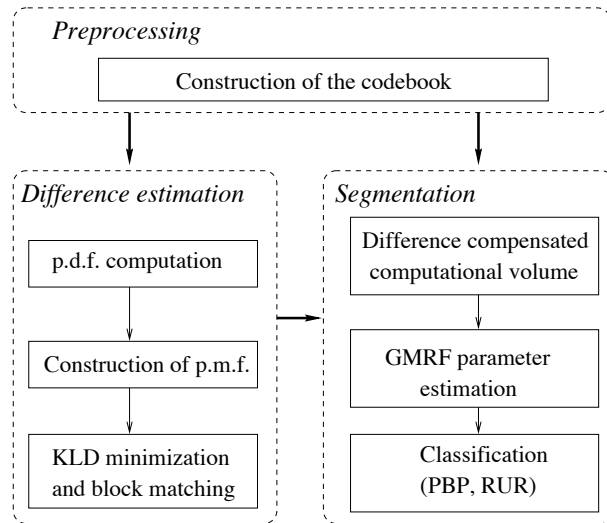 Preprocessing
Construction of the codebook
Difference estimation
p.d.f. computation
Construction of p.m.f.
KLD minimization
and block matching
Segmentation
Difference compensated
computational volume
GMRF parameter
estimation
Classification
(PBP, RUR)